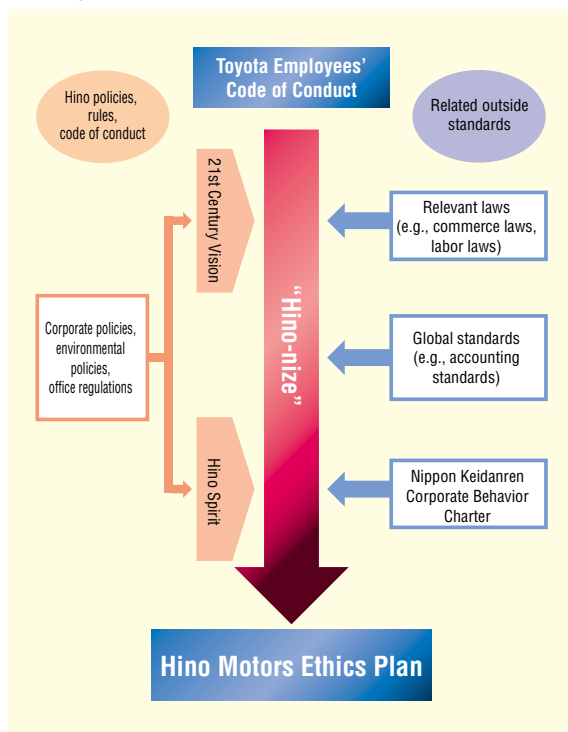 Toyota Employees'
Code of Conduct
Hino policies,
rules,
code of conduct
Related outside
standards
21st Century Vision
Relevant laws
(e.g., commerce laws,
labor laws)
"Hino-nize"
Corporate policies,
environmental
policies,
office regulations
Global standards
(e.g., accounting
standards)
Hino Spirit
Nippon Keidanren
Corporate Behavior
Charter
Hino Motors Ethics Plan